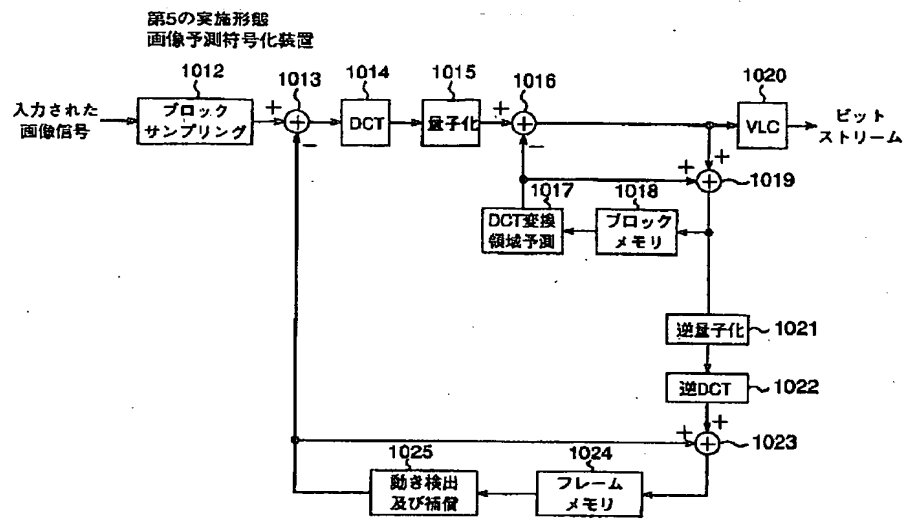 第5の実施形態
画像予測符号化装置
1012
1013
1014
1015
1016
1020
入力された
画像信号
ブロック
サンプリング
+
−
DCT
量子化
+
−
VLC
ビット
ストリーム
+
+
1019
1017
1018
DCT変換
領域予測
ブロック
メモリ
逆量子化
1021
逆DCT
1022
+
+
1023
1025
1024
動き検出
及び補償
フレーム
メモリ